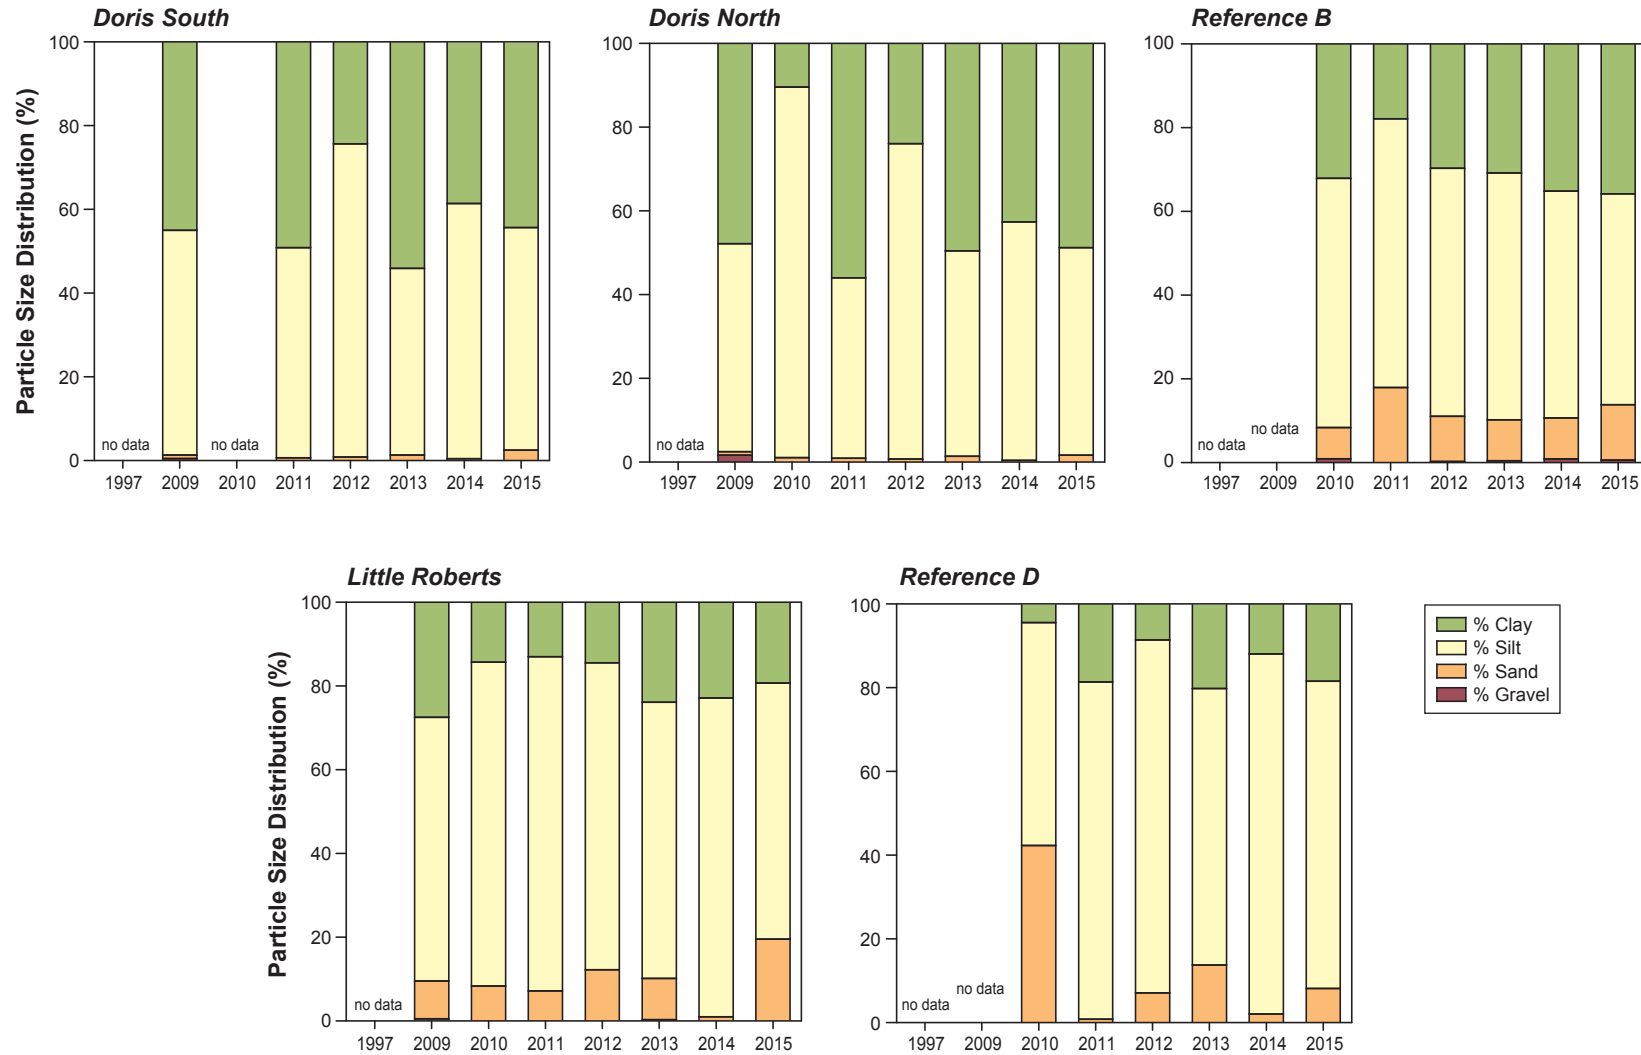 Doris South
Doris North
Reference B
Particle Size Distribution (%)
100
80
60
40
20
0
no data
no data
1997 2009 2010 2011 2012 2013 2014 2015
100
80
60
40
20
0
no data
1997 2009 2010 2011 2012 2013 2014 2015
100
80
60
40
20
0
no data
no data
1997 2009 2010 2011 2012 2013 2014 2015
Little Roberts
Reference D
Particle Size Distribution (%)
100
80
60
40
20
0
no data
1997 2009 2010 2011 2012 2013 2014 2015
100
80
60
40
20
0
no data
no data
1997 2009 2010 2011 2012 2013 2014 2015
% Clay
% Silt
% Sand
% Gravel